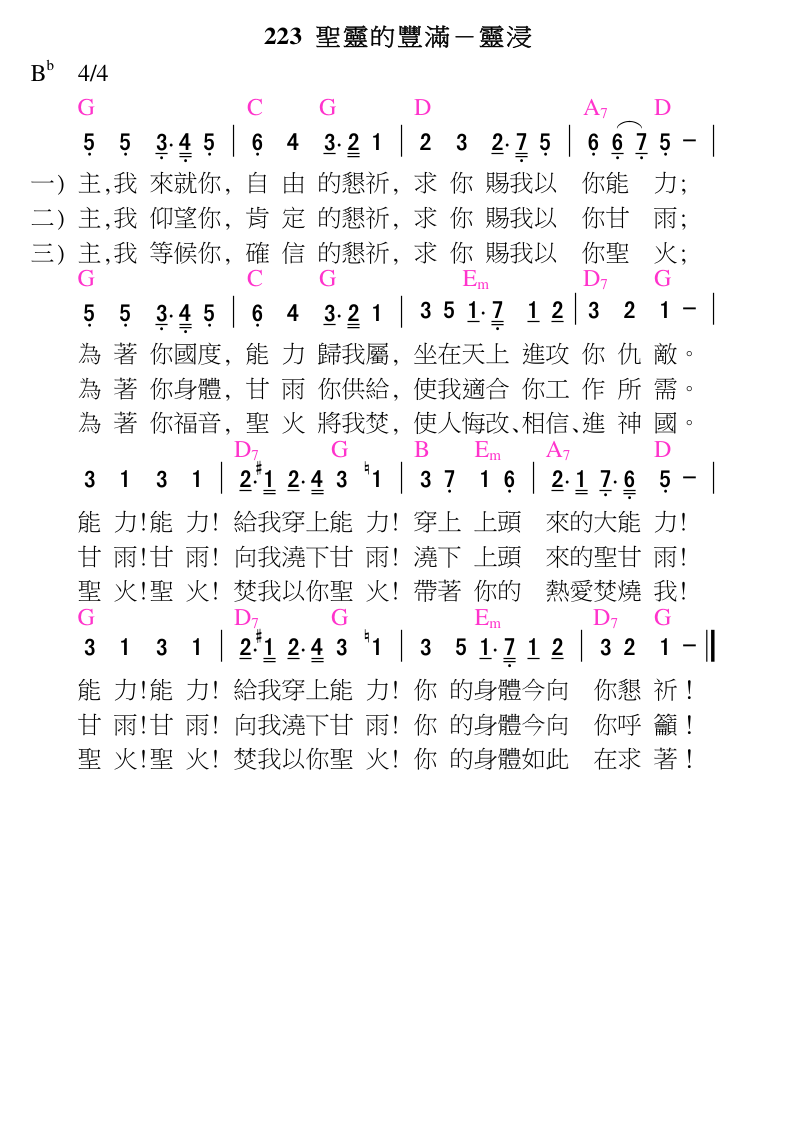 223 聖靈的豐滿－靈浸
B♭ 4/4
G C G D A7 D
5 5 3·4 5 | 6 4 3·2 1 | 2 3 2·7 5 | 6 6 7 5 － |
一) 主,我 來就你, 自 由 的懇祈, 求 你 賜我以 你能 力;
二) 主,我 仰望你, 肯 定 的懇祈, 求 你 賜我以 你甘 雨;
三) 主,我 等候你, 確 信 的懇祈, 求 你 賜我以 你聖 火;
G C G Em D7 G
5 5 3·4 5 | 6 4 3·2 1 | 3 5 1·7 1 2 | 3 2 1 － |
為 著 你國度, 能 力 歸我屬, 坐在天上 進攻 你 仇 敵。
為 著 你身體, 甘 雨 你供給, 使我適合 你工 作 所 需。
為 著 你福音, 聖 火 將我焚, 使人悔改、相信、進 神 國。
D7 G B Em A7 D
3 1 3 1 | 2·♯1 2·4 3 ♮1 | 3 7 1 6 | 2·1 7·6 5 － |
能 力!能 力! 給我穿上能 力! 穿上 上頭 來的大能 力!
甘 雨!甘 雨! 向我澆下甘 雨! 澆下 上頭 來的聖甘 雨!
聖 火!聖 火! 焚我以你聖 火! 帶著 你的 熱愛焚燒 我!
G D7 G Em D7 G
3 1 3 1 | 2·♯1 2·4 3 ♮1 | 3 5 1·7 1 2 | 3 2 1 － ‖
能 力!能 力! 給我穿上能 力! 你 的身體今向 你懇 祈!
甘 雨!甘 雨! 向我澆下甘 雨! 你 的身體今向 你呼 籲!
聖 火!聖 火! 焚我以你聖 火! 你 的身體如此 在求 著!